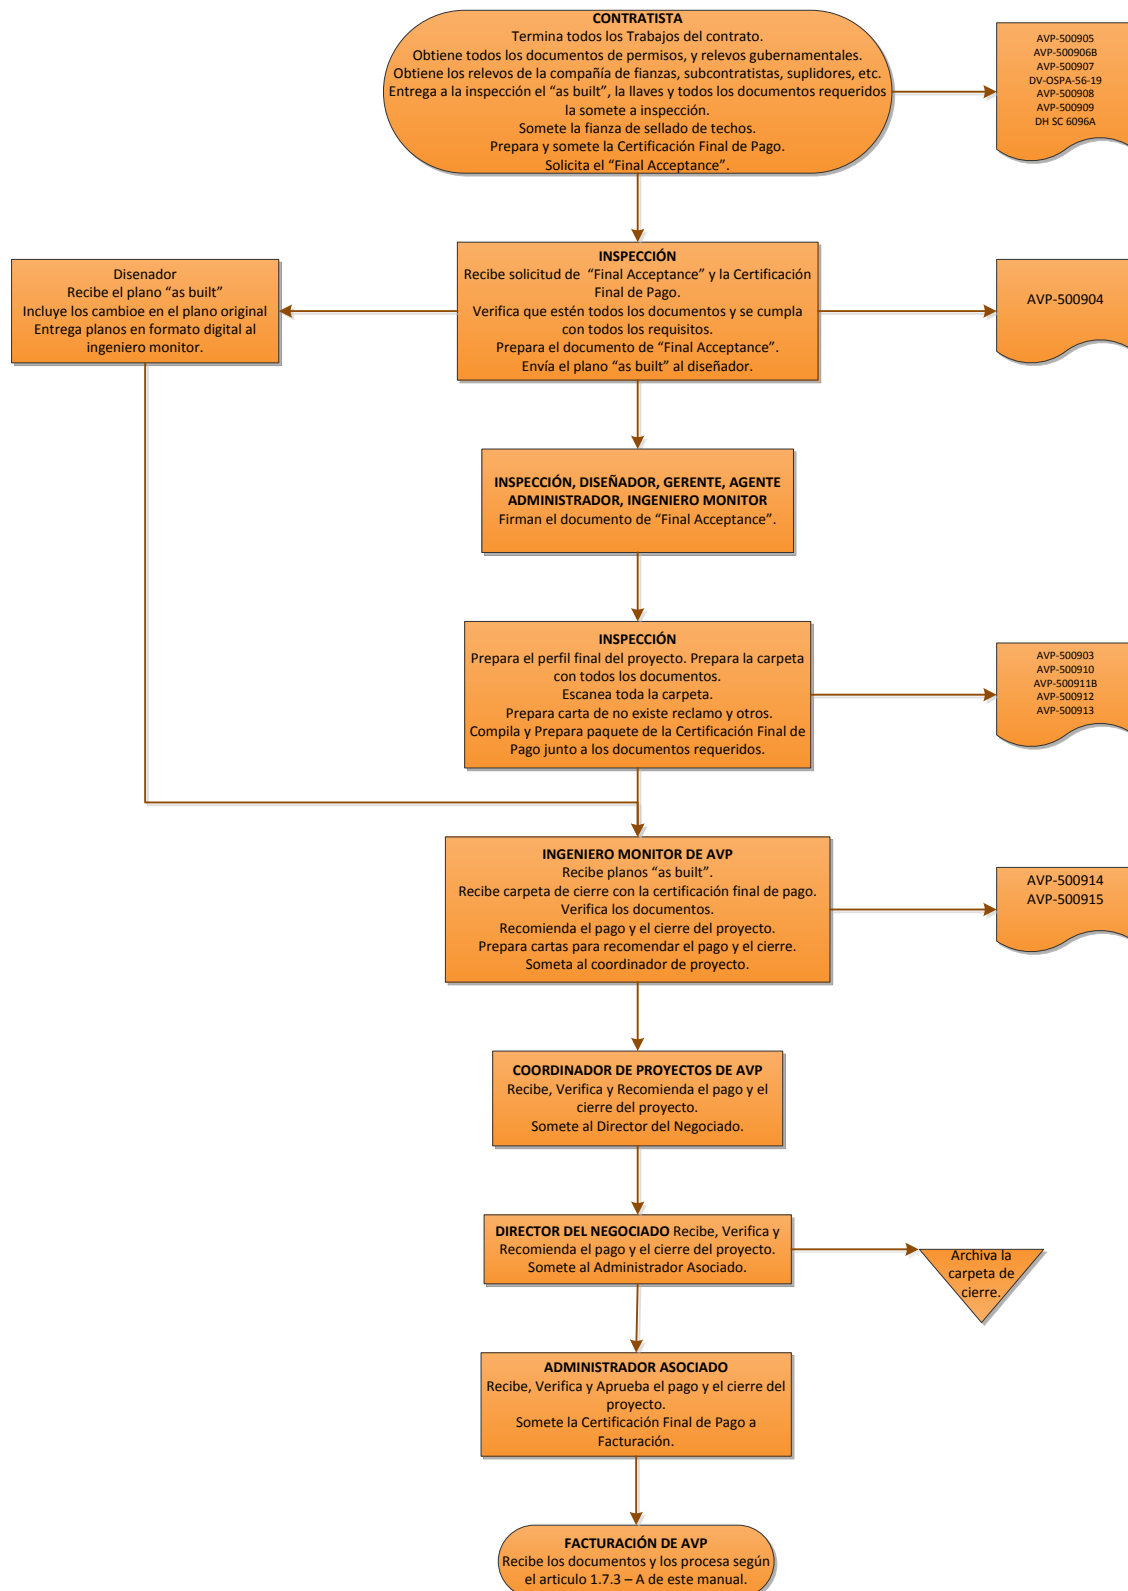 CONTRATISTA
Termina todos los Trabajos del contrato.
Obtiene todos los documentos de permisos, y relevos gubernamentales.
Obtiene los relevos de la compañía de fianzas, subcontratistas, suplidores, etc.
Entrega a la inspección el “as built”, la llaves y todos los documentos requeridos
la somete a inspección.
Somete la fianza de sellado de techos.
Prepara y somete la Certificación Final de Pago.
Solicita el “Final Acceptance”.
AVP-500905
AVP-500906B
AVP-500907
DV-OSPA-56-19
AVP-500908
AVP-500909
DH SC 6096A
INSPECCIÓN
Recibe solicitud de “Final Acceptance” y la Certificación
Final de Pago.
Verifica que estén todos los documentos y se cumpla
con todos los requisitos.
Prepara el documento de “Final Acceptance”.
Envía el plano “as built” al diseñador.
Disenador
Recibe el plano “as built”
Incluye los cambioe en el plano original
Entrega planos en formato digital al
ingeniero monitor.
AVP-500904
INSPECCIÓN, DISEÑADOR, GERENTE, AGENTE
ADMINISTRADOR, INGENIERO MONITOR
Firman el documento de “Final Acceptance”.
INSPECCIÓN
Prepara el perfil final del proyecto. Prepara la carpeta
con todos los documentos.
Escanea toda la carpeta.
Prepara carta de no existe reclamo y otros.
Compila y Prepara paquete de la Certificación Final de
Pago junto a los documentos requeridos.
AVP-500903
AVP-500910
AVP-500911B
AVP-500912
AVP-500913
INGENIERO MONITOR DE AVP
Recibe planos “as built”.
Recibe carpeta de cierre con la certificación final de pago.
Verifica los documentos.
Recomienda el pago y el cierre del proyecto.
Prepara cartas para recomendar el pago y el cierre.
Someta al coordinador de proyecto.
AVP-500914
AVP-500915
COORDINADOR DE PROYECTOS DE AVP
Recibe, Verifica y Recomienda el pago y el
cierre del proyecto.
Somete al Director del Negociado.
DIRECTOR DEL NEGOCIADO Recibe, Verifica y
Recomienda el pago y el cierre del proyecto.
Somete al Administrador Asociado.
Archiva la
carpeta de
cierre.
ADMINISTRADOR ASOCIADO
Recibe, Verifica y Aprueba el pago y el cierre del
proyecto.
Somete la Certificación Final de Pago a
Facturación.
FACTURACIÓN DE AVP
Recibe los documentos y los procesa según
el articulo 1.7.3 – A de este manual.